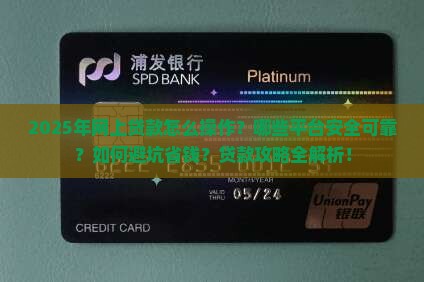 浦发银行
SPD BANK
Platinum
2025年网上贷款怎么操作？哪些平台安全可靠
？如何避坑省钱？贷款攻略全解析！
MONTH/YEAR
VALID THRU 05/24
UnionPay
银联
CREDIT CARD